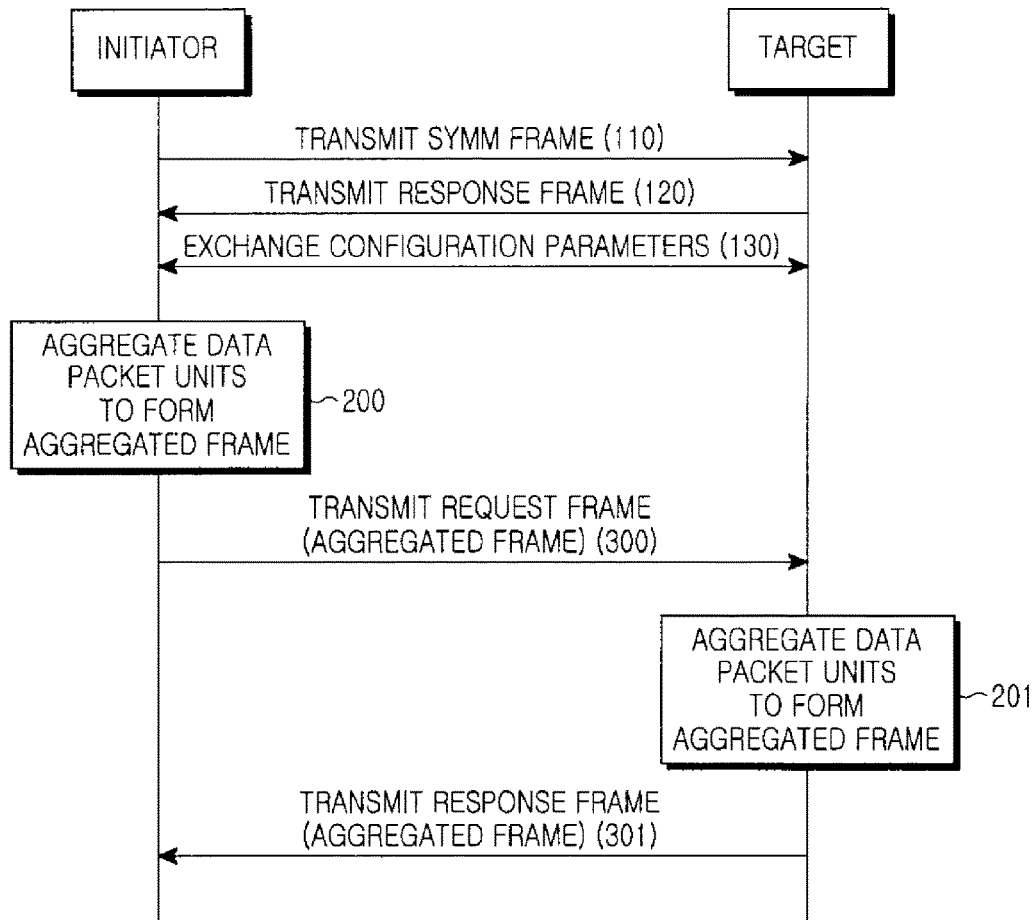 INITIATOR
TARGET
TRANSMIT SYMM FRAME (110)
TRANSMIT RESPONSE FRAME (120)
EXCHANGE CONFIGURATION PARAMETERS (130)
AGGREGATE DATA
PACKET UNITS
TO FORM
AGGREGATED FRAME
200
TRANSMIT REQUEST FRAME
(AGGREGATED FRAME) (300)
AGGREGATE DATA
PACKET UNITS
TO FORM
AGGREGATED FRAME
201
TRANSMIT RESPONSE FRAME
(AGGREGATED FRAME) (301)